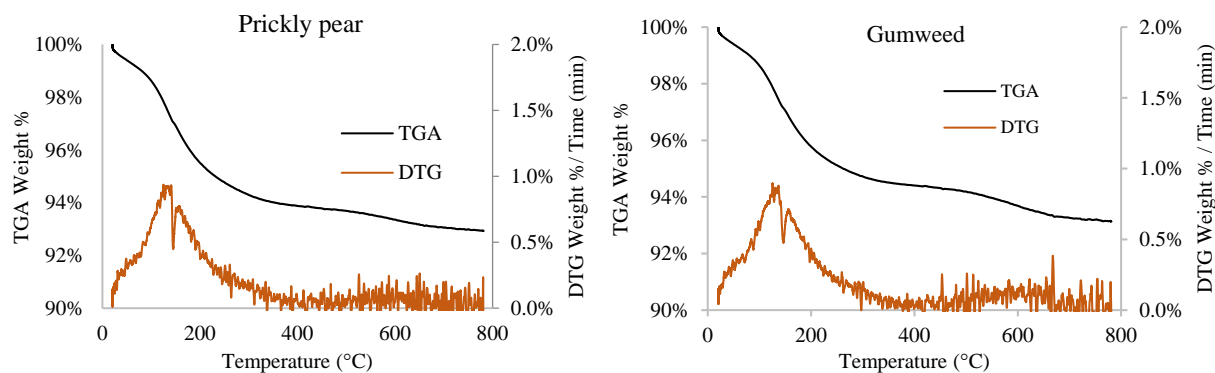 Prickly pear
100%
98%
96%
94%
92%
90%
TGA Weight %
2.0%
1.5%
1.0%
0.5%
0.0%
DTG Weight %/ Time (min)
TGA
DTG
0
200
400
600
800
Temperature (°C)
Gumweed
100%
98%
96%
94%
92%
90%
TGA Weight %
2.0%
1.5%
1.0%
0.5%
0.0%
DTG Weight % / Time (min)
TGA
DTG
0
200
400
600
800
Temperature (°C)